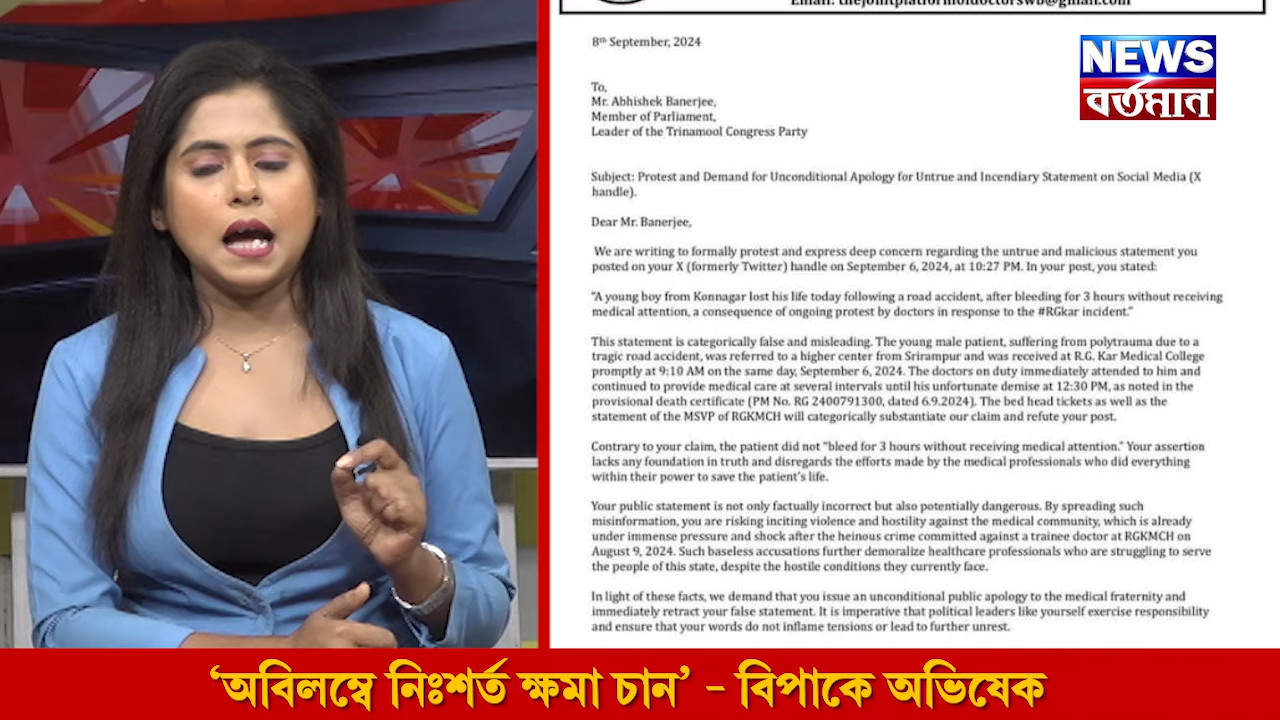 Email: thejointplatformofdoctorswb@gmail.com
8th September, 2024
NEWS
বর্তমান
To,
Mr. Abhishek Banerjee,
Member of Parliament,
Leader of the Trinamool Congress Party
Subject: Protest and Demand for Unconditional Apology for Untrue and Incendiary Statement on Social Media (X
handle).
Dear Mr. Banerjee,
We are writing to formally protest and express deep concern regarding the untrue and malicious statement you
posted on your X (formerly Twitter) handle on September 6, 2024, at 10:27 PM. In your post, you stated:
"A young boy from Konnagar lost his life today following a road accident, after bleeding for 3 hours without receiving
medical attention, a consequence of ongoing protest by doctors in response to the #RGkar incident."
This statement is categorically false and misleading. The young male patient, suffering from polytrauma due to a
tragic road accident, was referred to a higher center from Srirampur and was received at R.G. Kar Medical College
promptly at 9:10 AM on the same day, September 6, 2024. The doctors on duty immediately attended to him and
continued to provide medical care at several intervals until his unfortunate demise at 12:30 PM, as noted in the
provisional death certificate (PM No. RG 2400791300, dated 6.9.2024). The bed head tickets as well as the
statement of the MSVP of RGKMCH will categorically substantiate our claim and refute your post.
Contrary to your claim, the patient did not "bleed for 3 hours without receiving medical attention." Your assertion
lacks any foundation in truth and disregards the efforts made by the medical professionals who did everything
within their power to save the patient's life.
Your public statement is not only factually incorrect but also potentially dangerous. By spreading such
misinformation, you are risking inciting violence and hostility against the medical community, which is already
under immense pressure and shock after the heinous crime committed against a trainee doctor at RGKMCH on
August 9, 2024. Such baseless accusations further demoralize healthcare professionals who are struggling to serve
the people of this state, despite the hostile conditions they currently face.
In light of these facts, we demand that you issue an unconditional public apology to the medical fraternity and
immediately retract your false statement. It is imperative that political leaders like yourself exercise responsibility
and ensure that your words do not inflame tensions or lead to further unrest.
'অবিলম্বে নিঃশর্ত ক্ষমা চান' - বিপাকে অভিষেক